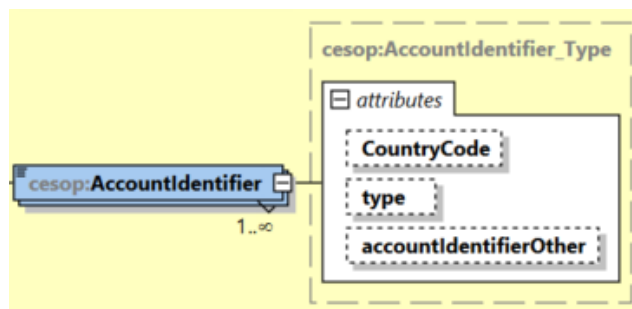 cesop:AccountIdentifier_Type
attributes
CountryCode
cesop:AccountIdentifier
type
1..∞
accountIdentifierOther